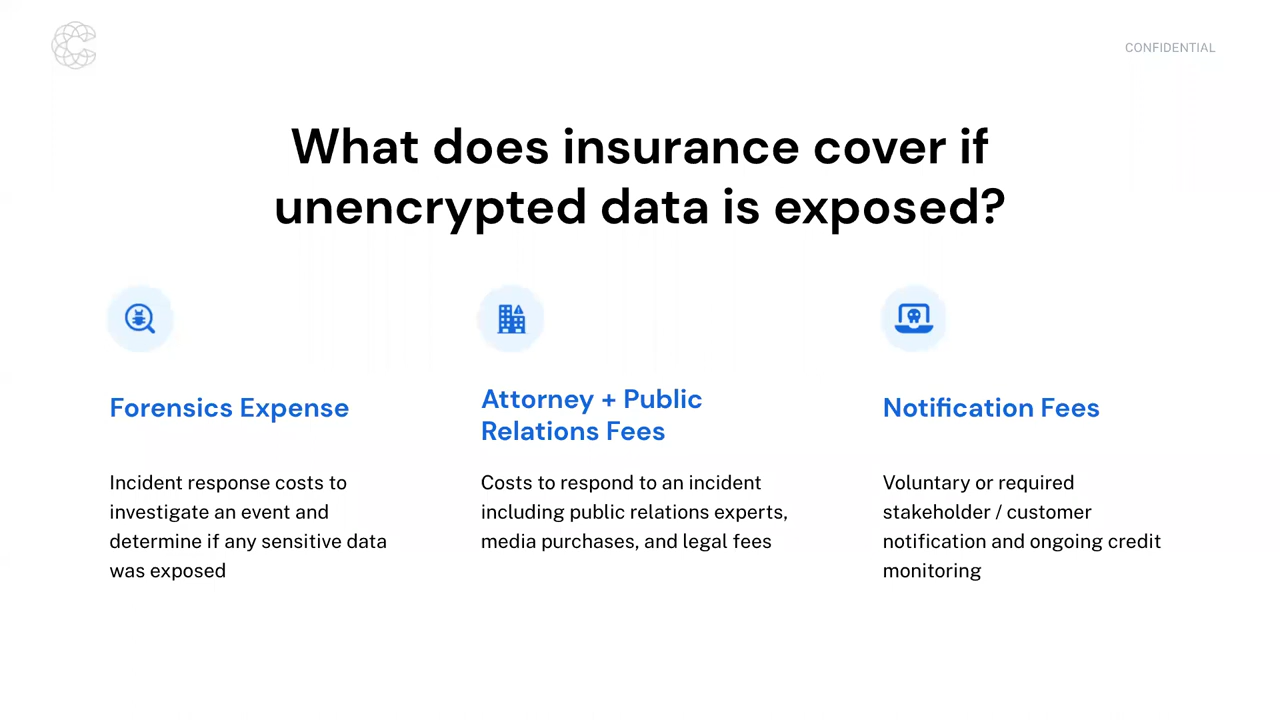 CONFIDENTIAL
What does insurance cover if
unencrypted data is exposed?
Forensics Expense
Incident response costs to
investigate an event and
determine if any sensitive data
was exposed
Attorney + Public
Relations Fees
Costs to respond to an incident
including public relations experts,
media purchases, and legal fees
Notification Fees
Voluntary or required
stakeholder / customer
notification and ongoing credit
monitoring